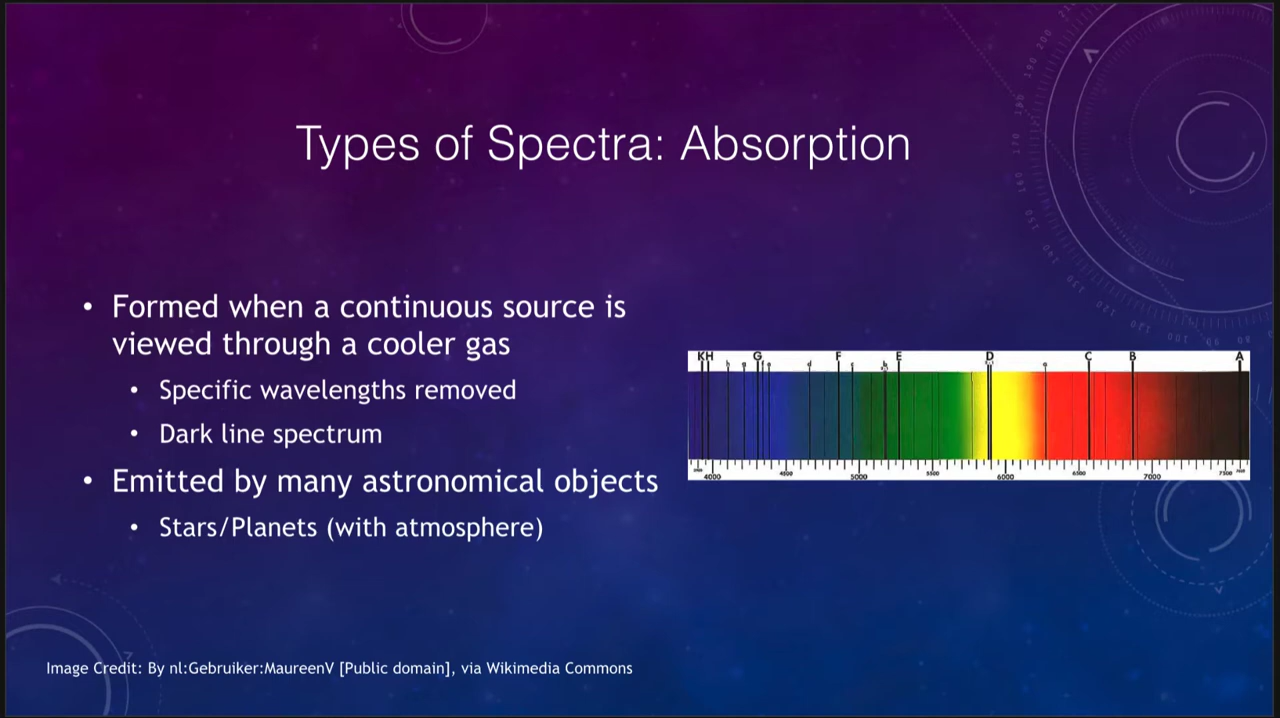 Types of Spectra: Absorption
• Formed when a continuous source is
viewed through a cooler gas
• Specific wavelengths removed
• Dark line spectrum
• Emitted by many astronomical objects
• Stars/Planets (with atmosphere)
KH h g G f e F E D a C B A
4000 4500 5000 5500 6000 6500 7000 7500
Image Credit: By nl:Gebruiker:MaureenV [Public domain], via Wikimedia Commons